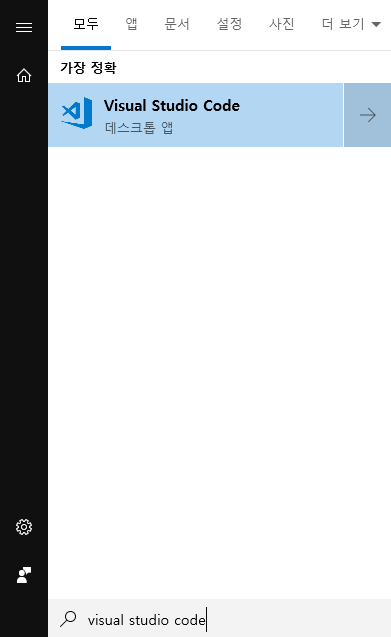 모두 앱 문서 설정 사진 더 보기
가장 정확
Visual Studio Code
데스크톱 앱
visual studio code